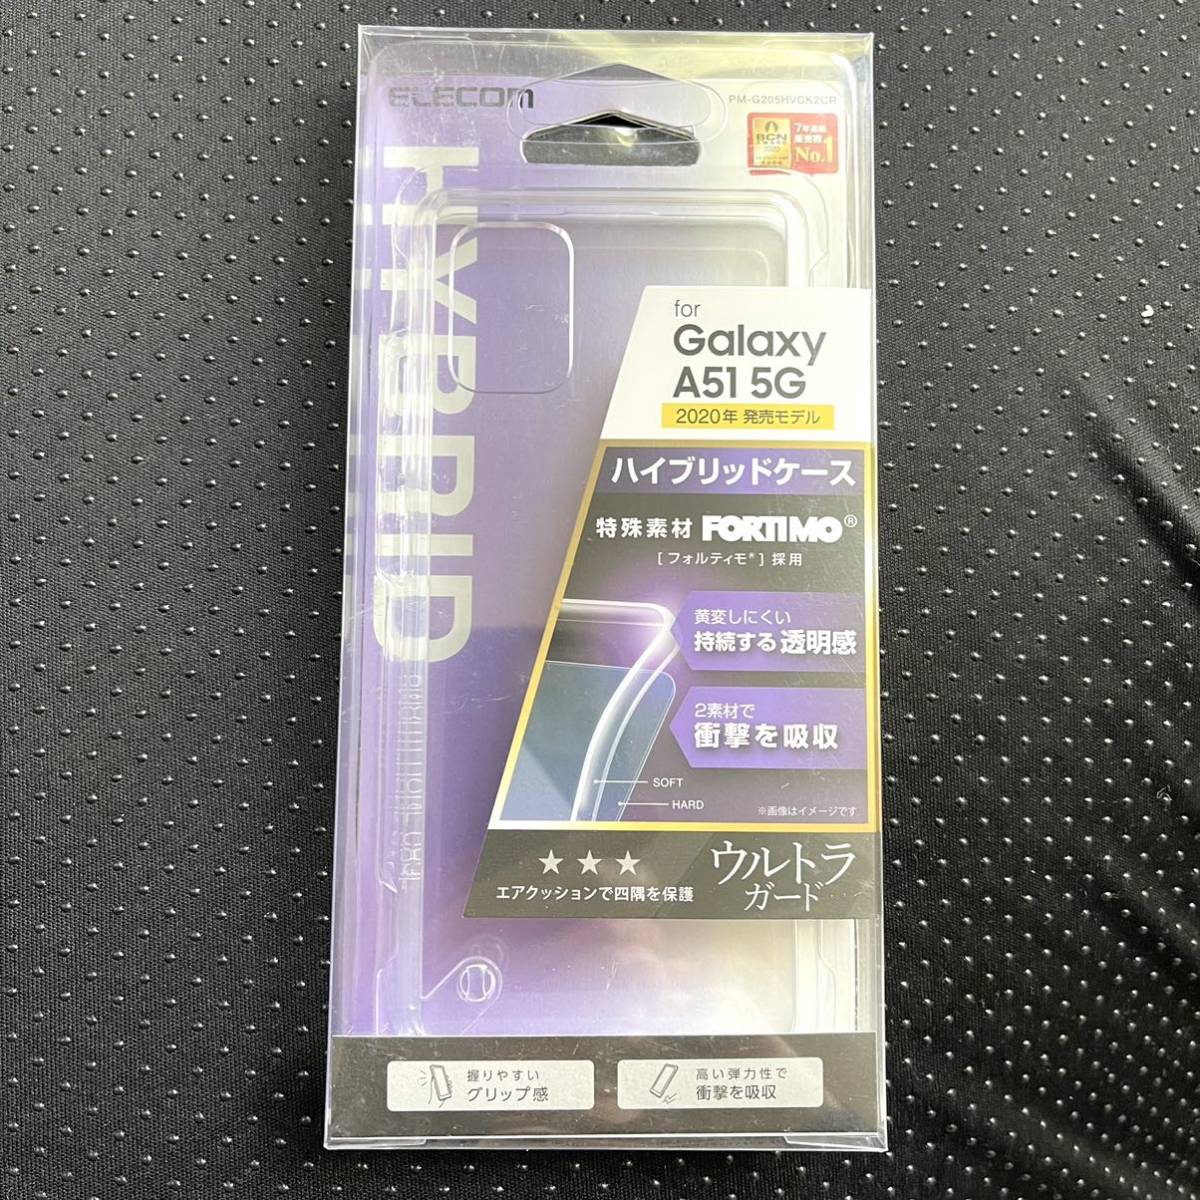 ELECOM
PM-G205HVCK2CR
BCN
7年連続
販売数
No.1
HYBRID
for
Galaxy
A51 5G
2020年 発売モデル
ハイブリッドケース
特殊素材 FORTIMO®
[フォルティモ*] 採用
黄変しにくい
持続する透明感
2素材で
衝撃を吸収
SOFT
HARD
※画像はイメージです
★★★
エアクッションで四隅を保護
ウルトラ
ガード
握りやすい
グリップ感
高い弾力性で
衝撃を吸収